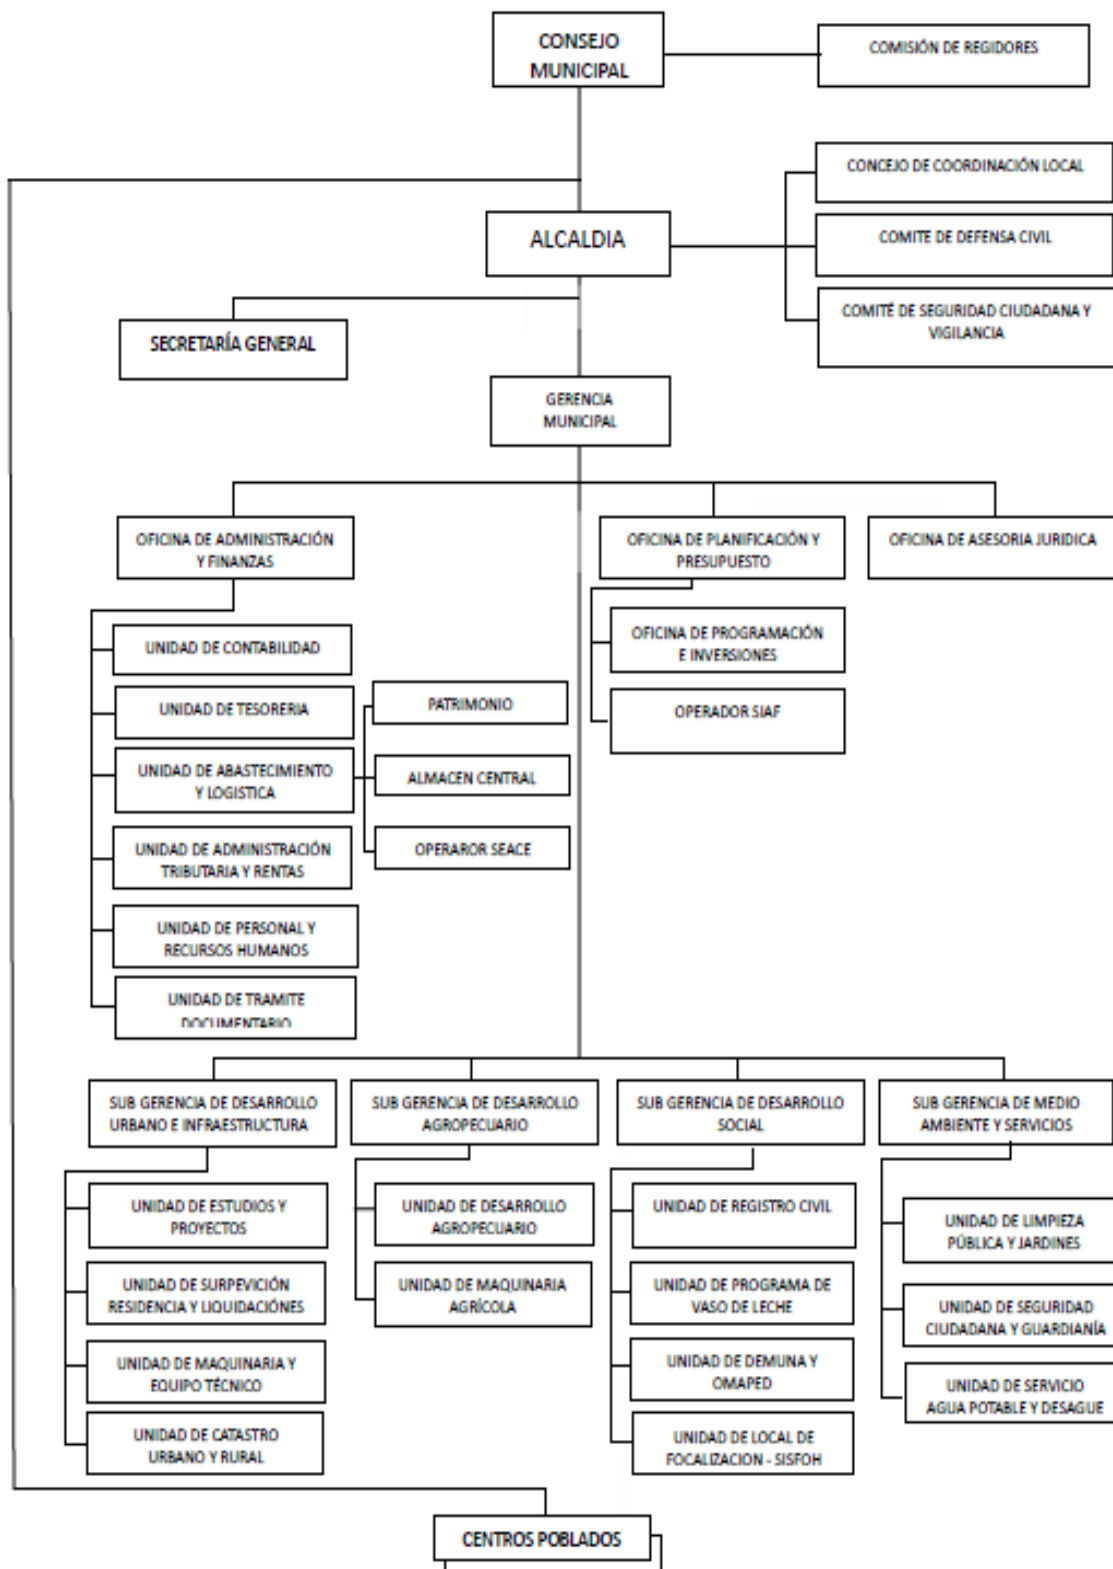 CONSEJO
MUNICIPAL
COMISIÓN DE REGIDORES
CONCEJO DE COORDINACIÓN LOCAL
ALCALDIA
COMITE DE DEFENSA CIVIL
COMITÉ DE SEGURIDAD CIUDADANA Y
VIGILANCIA
SECRETARÍA GENERAL
GERENCIA
MUNICIPAL
OFICINA DE ADMINISTRACIÓN
Y FINANZAS
OFICINA DE PLANIFICACIÓN Y
PRESUPUESTO
OFICINA DE ASESORIA JURIDICA
UNIDAD DE CONTABILIDAD
UNIDAD DE TESORERIA
UNIDAD DE ABASTECIMIENTO
Y LOGISTICA
UNIDAD DE ADMINISTRACIÓN
TRIBUTARIA Y RENTAS
UNIDAD DE PERSONAL Y
RECURSOS HUMANOS
UNIDAD DE TRAMITE
DOCUMENTARIO
PATRIMONIO
ALMACEN CENTRAL
OPERAROR SEACE
OFICINA DE PROGRAMACIÓN
E INVERSIONES
OPERADOR SIAF
SUB GERENCIA DE DESARROLLO
URBANO E INFRAESTRUCTURA
UNIDAD DE ESTUDIOS Y
PROYECTOS
UNIDAD DE SURPEVICIÓN
RESIDENCIA Y LIQUIDACIÓNES
UNIDAD DE MAQUINARIA Y
EQUIPO TÉCNICO
UNIDAD DE CATASTRO
URBANO Y RURAL
SUB GERENCIA DE DESARROLLO
AGROPECUARIO
UNIDAD DE DESARROLLO
AGROPECUARIO
UNIDAD DE MAQUINARIA
AGRÍCOLA
SUB GERENCIA DE DESARROLLO
SOCIAL
UNIDAD DE REGISTRO CIVIL
UNIDAD DE PROGRAMA DE
VASO DE LECHE
UNIDAD DE DEMUNA Y
OMAPED
UNIDAD DE LOCAL DE
FOCALIZACION - SISFOH
SUB GERENCIA DE MEDIO
AMBIENTE Y SERVICIOS
UNIDAD DE LIMPIEZA
PÚBLICA Y JARDINES
UNIDAD DE SEGURIDAD
CIUDADANA Y GUARDIANÍA
UNIDAD DE SERVICIO
AGUA POTABLE Y DESAGUE
CENTROS POBLADOS